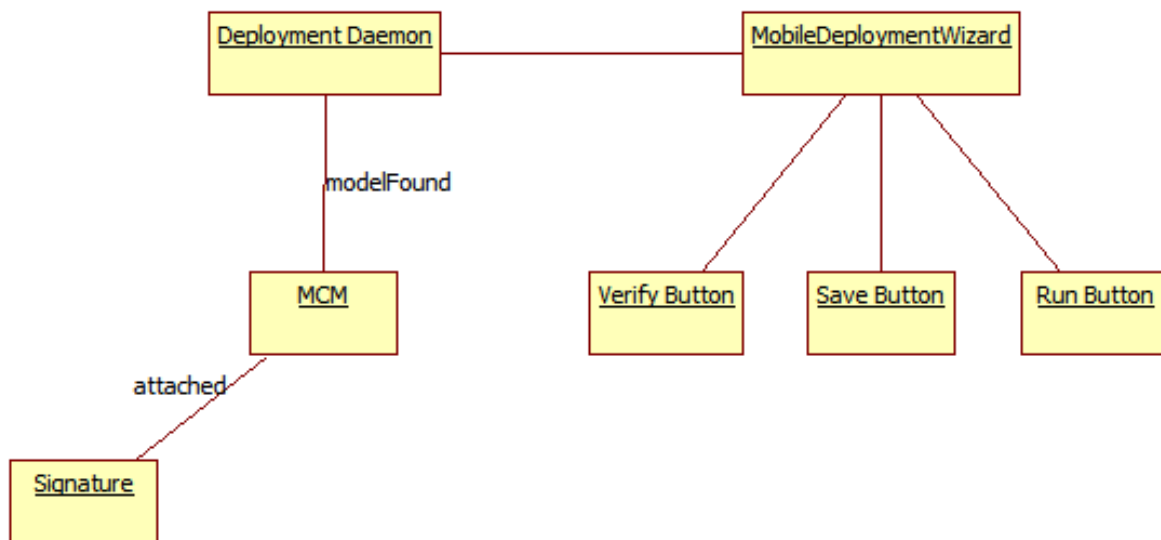 Deployment Daemon
MobileDeploymentWizard
modelFound
MCM
Verify Button
Save Button
Run Button
attached
Signature